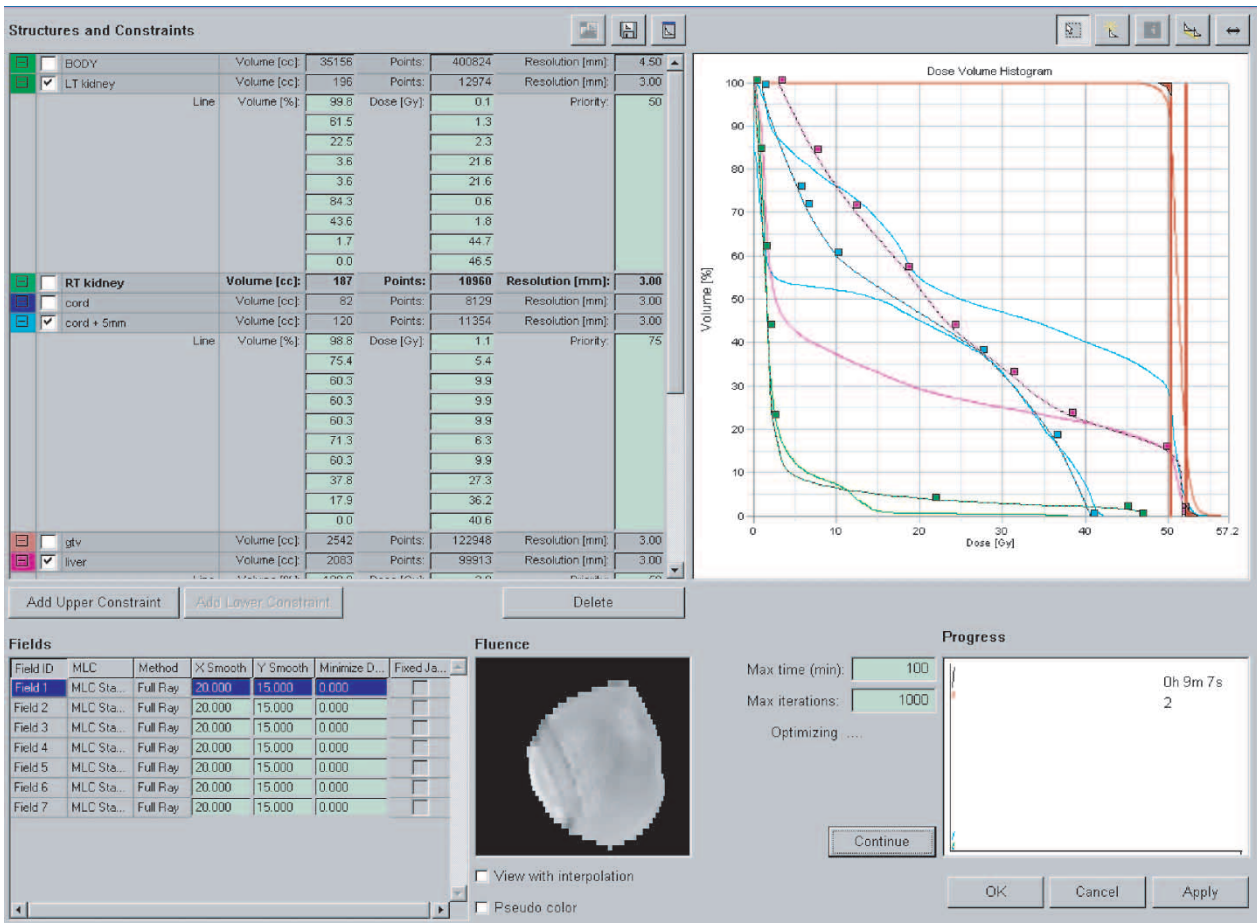 Structures and Constraints
BODY Volume [cc]: 35156 Points: 400824 Resolution [mm]: 4.50
LT kidney Volume [cc]: 196 Points: 12974 Resolution [mm]: 3.00
Line Volume [%]: 99.8 Dose [Gy]: 0.1 Priority: 50
61.5 1.3
22.5 2.3
3.6 21.6
3.6 21.6
84.3 0.6
43.6 1.8
1.7 44.7
0.0 46.5
RT kidney Volume [cc]: 187 Points: 10960 Resolution [mm]: 3.00
cord Volume [cc]: 82 Points: 8129 Resolution [mm]: 3.00
cord + 5mm Volume [cc]: 120 Points: 11354 Resolution [mm]: 3.00
Line Volume [%]: 98.8 Dose [Gy]: 1.1 Priority: 75
75.4 5.4
60.3 9.9
60.3 9.9
60.3 9.9
71.3 6.3
60.3 9.9
37.8 27.3
17.9 36.2
0.0 40.6
gtv Volume [cc]: 2542 Points: 122948 Resolution [mm]: 3.00
liver Volume [cc]: 2083 Points: 99913 Resolution [mm]: 3.00
Add Upper Constraint Add Lower Constraint Delete
Dose Volume Histogram
Volume [%]
100
90
80
70
60
50
40
30
20
10
0
0 10 20 30 40 50 57.2
Dose [Gy]
Fields
Field ID MLC Method X Smooth Y Smooth Minimize D... Fixed Ja...
Field 1 MLC Sta... Full Ray 20.000 15.000 0.000
Field 2 MLC Sta... Full Ray 20.000 15.000 0.000
Field 3 MLC Sta... Full Ray 20.000 15.000 0.000
Field 4 MLC Sta... Full Ray 20.000 15.000 0.000
Field 5 MLC Sta... Full Ray 20.000 15.000 0.000
Field 6 MLC Sta... Full Ray 20.000 15.000 0.000
Field 7 MLC Sta... Full Ray 20.000 15.000 0.000
Fluence
View with interpolation
Pseudo color
Max time (min): 100
Max iterations: 1000
Optimizing ....
Continue
Progress
0h 9m 7s
2
OK Cancel Apply